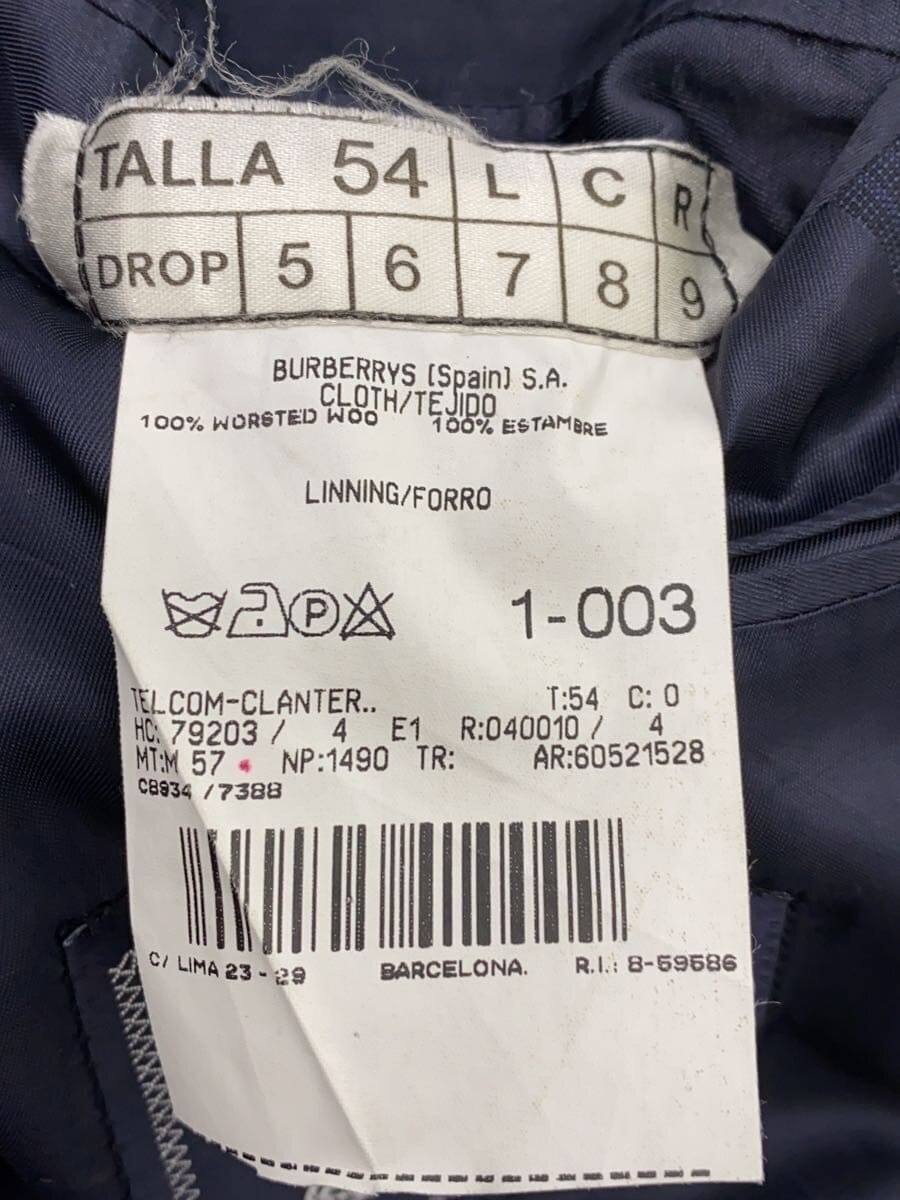 TALLA 54 L C R
DROP 5 6 7 8 9
BURBERRYS (Spain) S.A.
CLOTH/TEJIDO
100% WORSTED WOO 100% ESTAMBRE
LINNING/FORRO
P
1-003
TELCOM-CLANTER.. T:54 C: 0
HC: 79203 / 4 E1 R:040010 / 4
MT:M 57 NP:1490 TR: AR:60521528
C8934 /7388
C/ LIMA 23 - 29 BARCELONA. R.I.: 8-59586